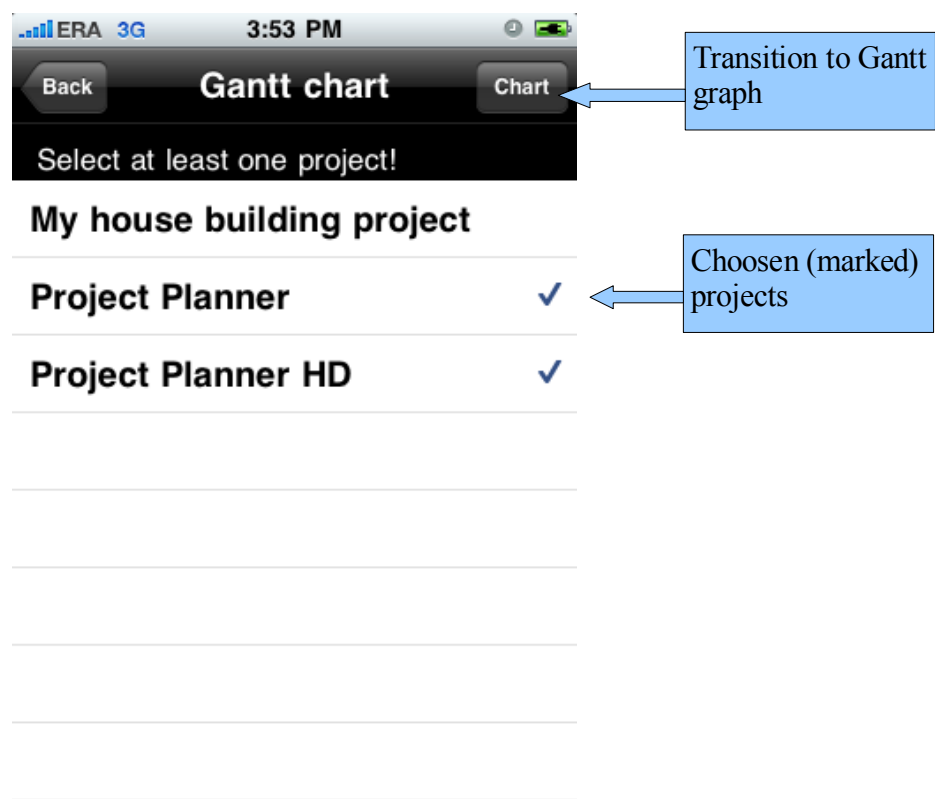 ERA 3G 3:53 PM
Back Gantt chart Chart
Select at least one project!
My house building project
Project Planner
Project Planner HD
Transition to Gantt
graph
Choosen (marked)
projects